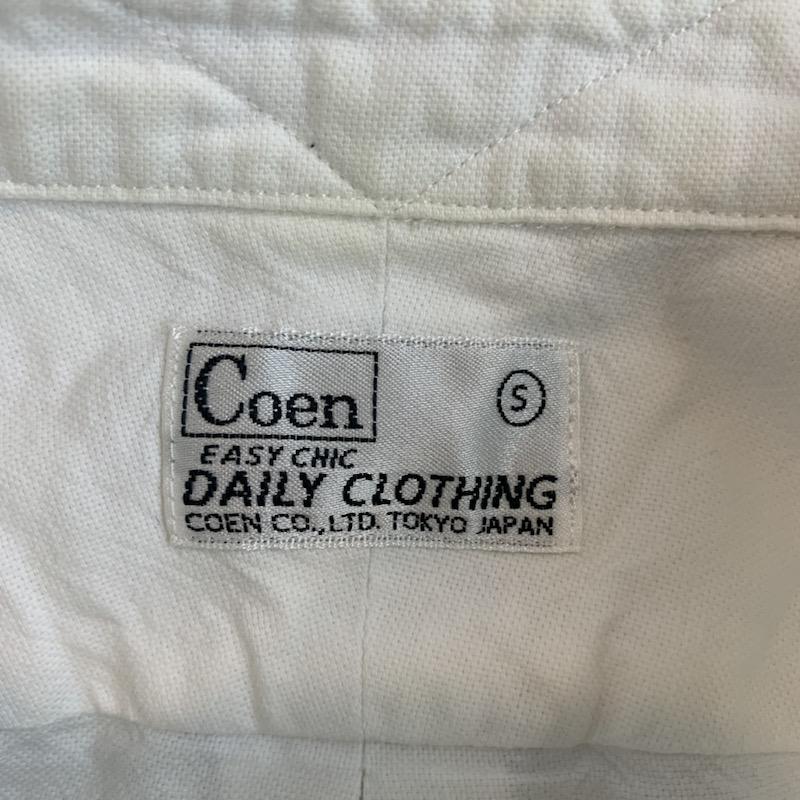 Coen
S
EASY CHIC
DAILY CLOTHING
COEN CO.,LTD. TOKYO JAPAN